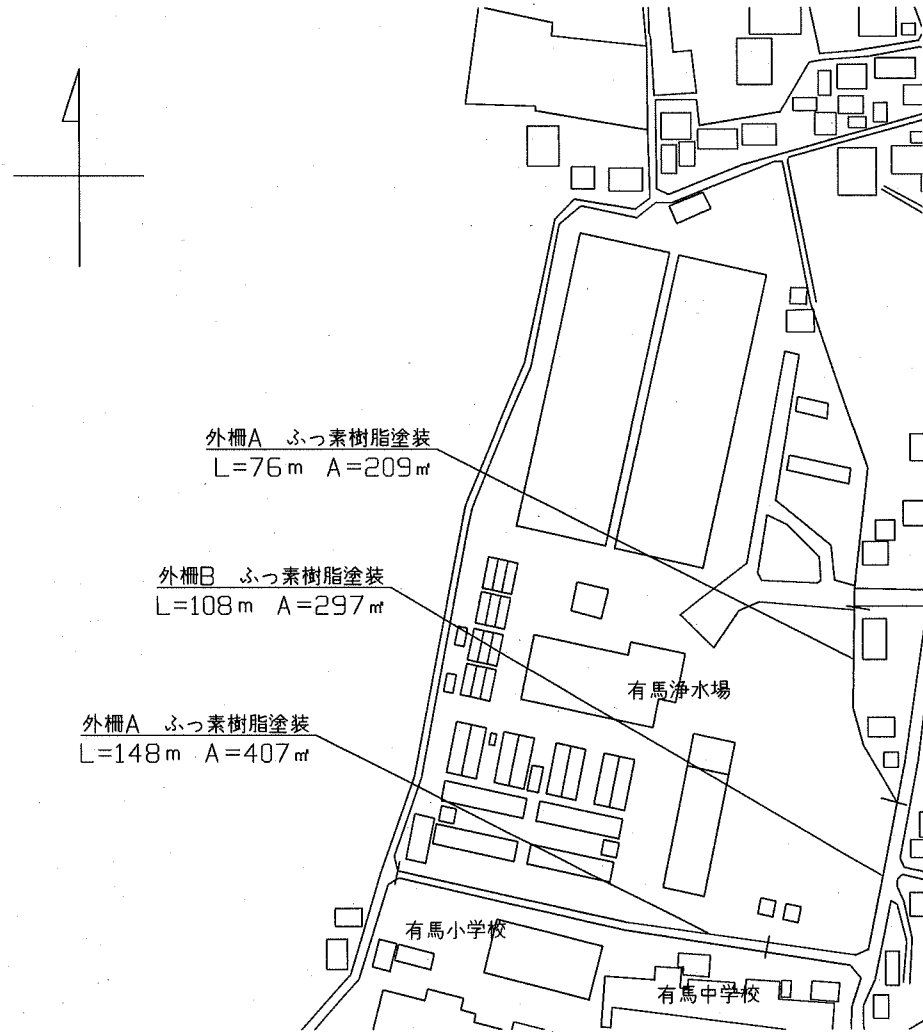 外柵A ふっ素樹脂塗装
L=76m A=209㎡
外柵B ふっ素樹脂塗装
L=108m A=297㎡
有馬浄水場
外柵A ふっ素樹脂塗装
L=148m A=407㎡
有馬小学校
有馬中学校